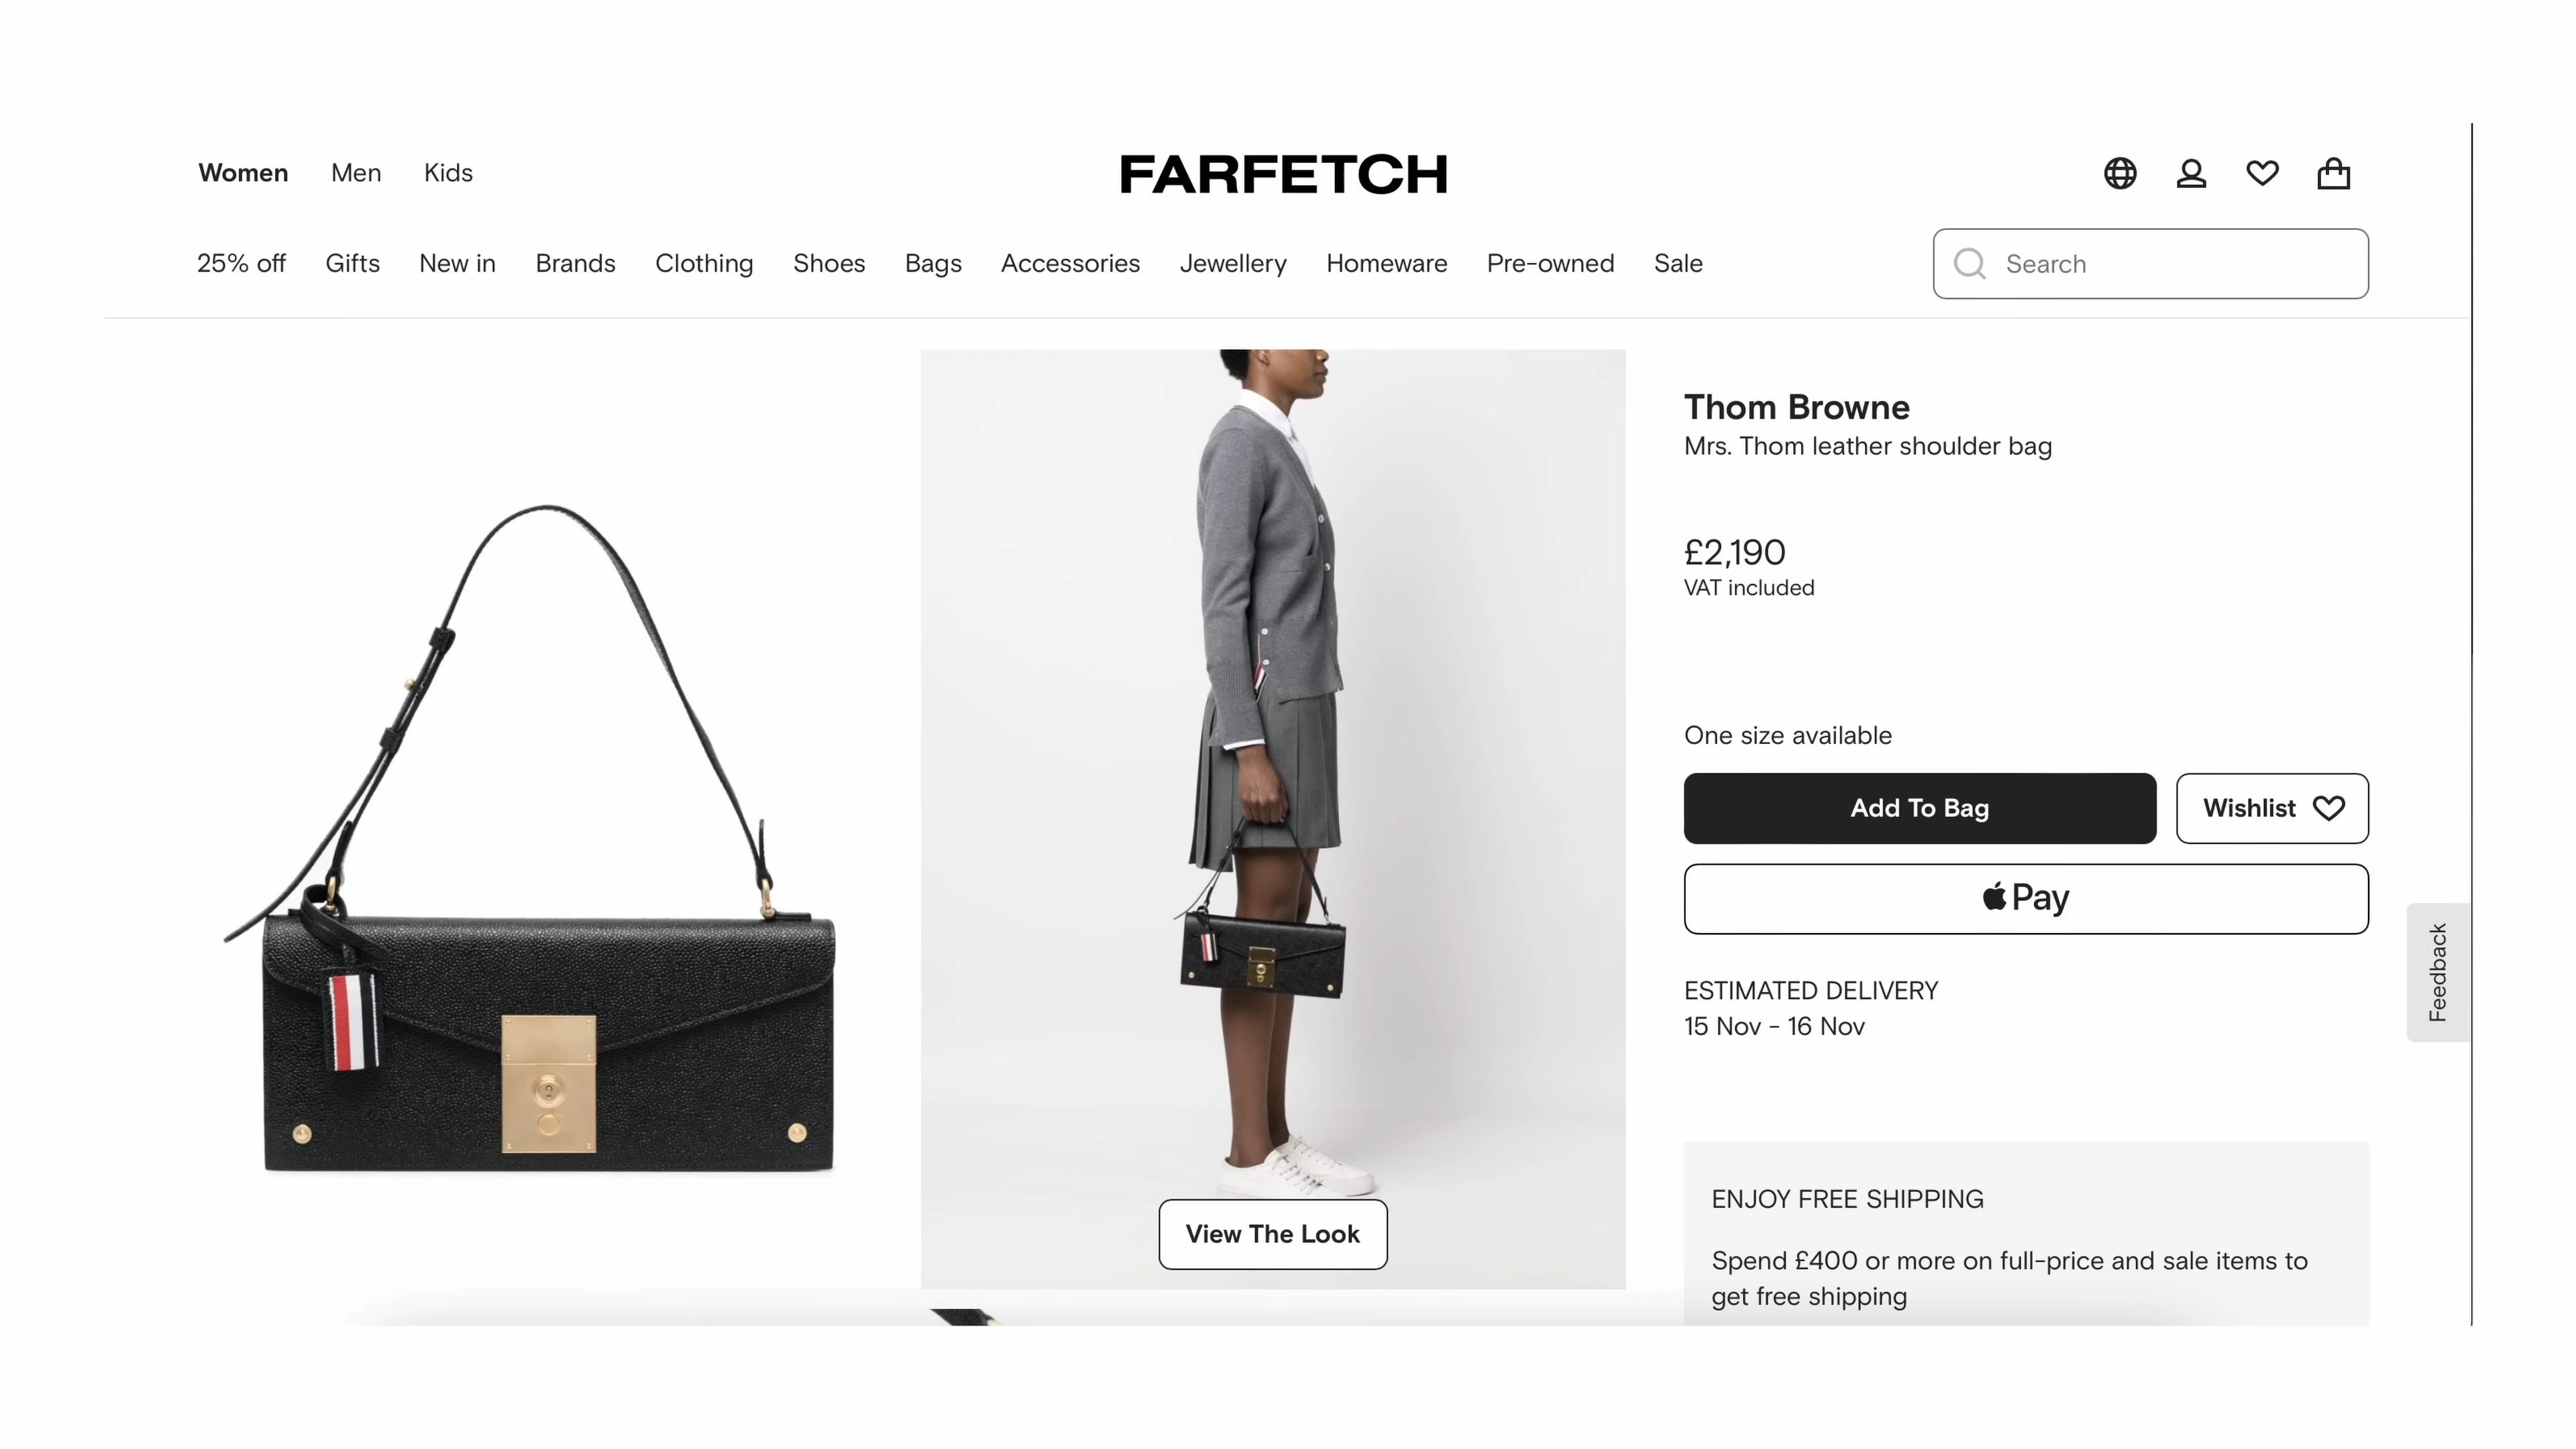 Women Men Kids
FARFETCH
25% off Gifts New in Brands Clothing Shoes Bags Accessories Jewellery Homeware Pre-owned Sale
Search
Thom Browne
Mrs. Thom leather shoulder bag
£2,190
VAT included
One size available
Add To Bag
Wishlist
Pay
ESTIMATED DELIVERY
15 Nov - 16 Nov
Feedback
View The Look
ENJOY FREE SHIPPING
Spend £400 or more on full-price and sale items to
get free shipping